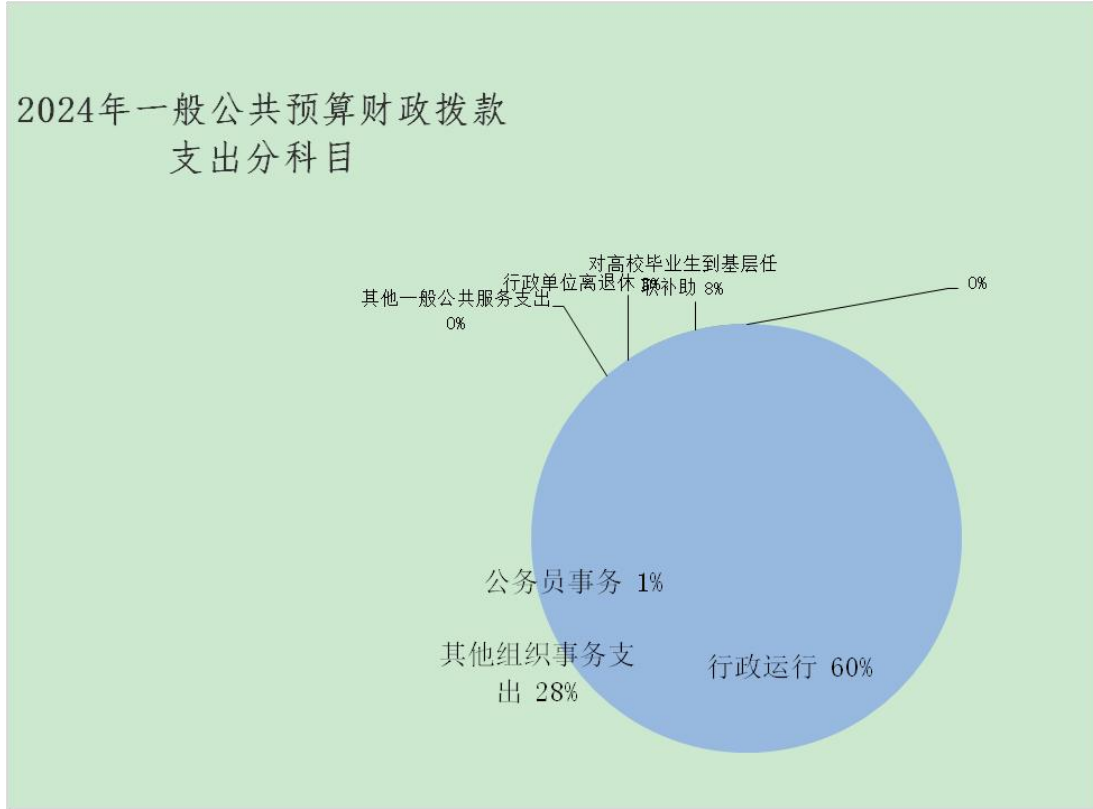 2024年一般公共预算财政拨款
支出分科目
对高校毕业生到基层任
职补助 8%
行政单位离退休
其他一般公共服务支出
0%
0%
公务员事务 1%
其他组织事务支
出 28%
行政运行 60%